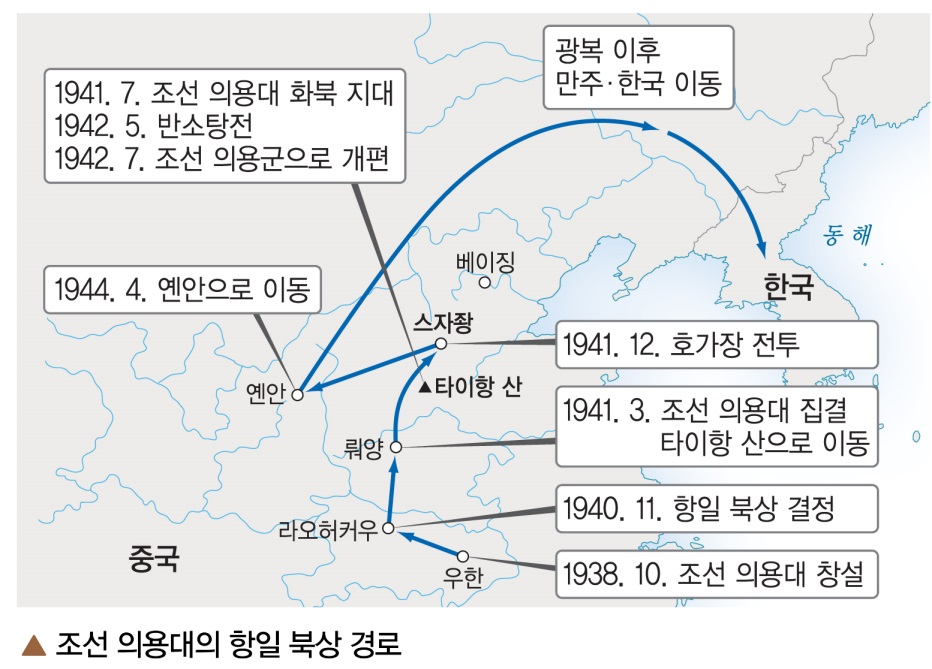 광복 이후
만주·한국 이동
1941. 7. 조선 의용대 화북 지대
1942. 5. 반소탕전
1942. 7. 조선 의용군으로 개편
동해
베이징
1944. 4. 옌안으로 이동
한국
스자좡
1941. 12. 호가장 전투
옌안
▲타이항 산
1941. 3. 조선 의용대 집결
타이항 산으로 이동
뤄양
1940. 11. 항일 북상 결정
라오허커우
중국
우한
1938. 10. 조선 의용대 창설
▲ 조선 의용대의 항일 북상 경로